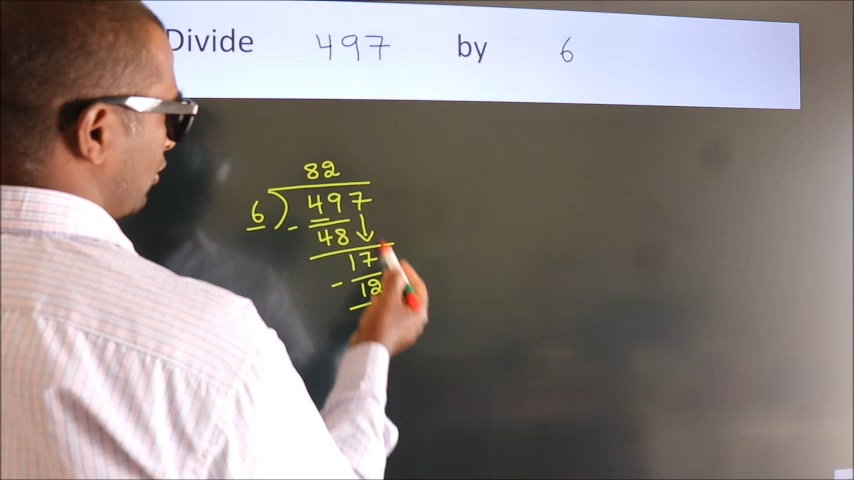 Divide 497 by 6
82
6 ) 497
- 48 ↓
17
- 12